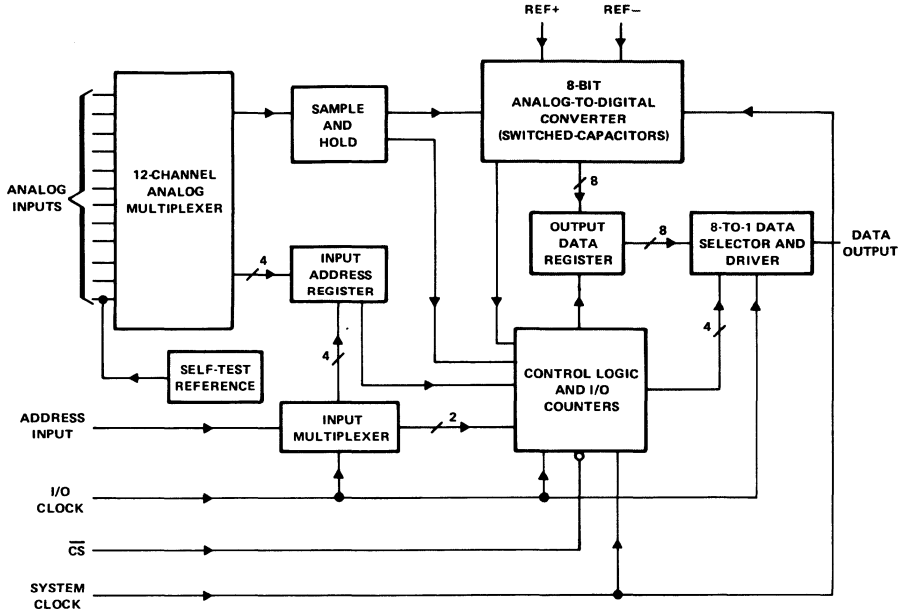 REF+
REF−
8-BIT
ANALOG-TO-DIGITAL
CONVERTER
(SWITCHED-CAPACITORS)
SAMPLE
AND
HOLD
12-CHANNEL
ANALOG
MULTIPLEXER
ANALOG
INPUTS
8
OUTPUT
DATA
REGISTER
8
8-TO-1 DATA
SELECTOR AND
DRIVER
DATA
OUTPUT
4
INPUT
ADDRESS
REGISTER
4
4
SELF-TEST
REFERENCE
CONTROL LOGIC
AND I/O
COUNTERS
ADDRESS
INPUT
INPUT
MULTIPLEXER
2
I/O
CLOCK
C̅S̅
SYSTEM
CLOCK